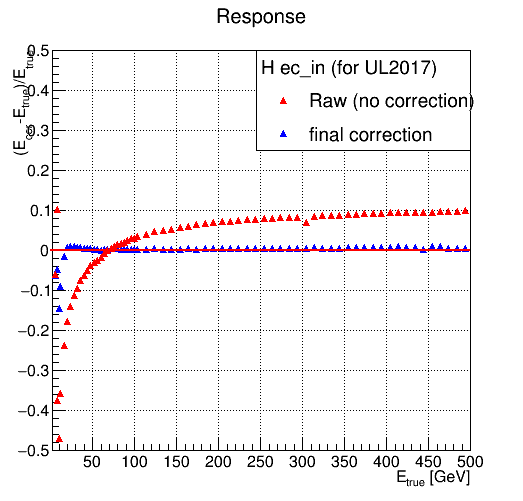 Response
(E_cor-E_true)/E_true
H ec_in (for UL2017)
Raw (no correction)
final correction
0.5
0.4
0.3
0.2
0.1
0
−0.1
−0.2
−0.3
−0.4
−0.5
50 100 150 200 250 300 350 400 450 500
E_true [GeV]